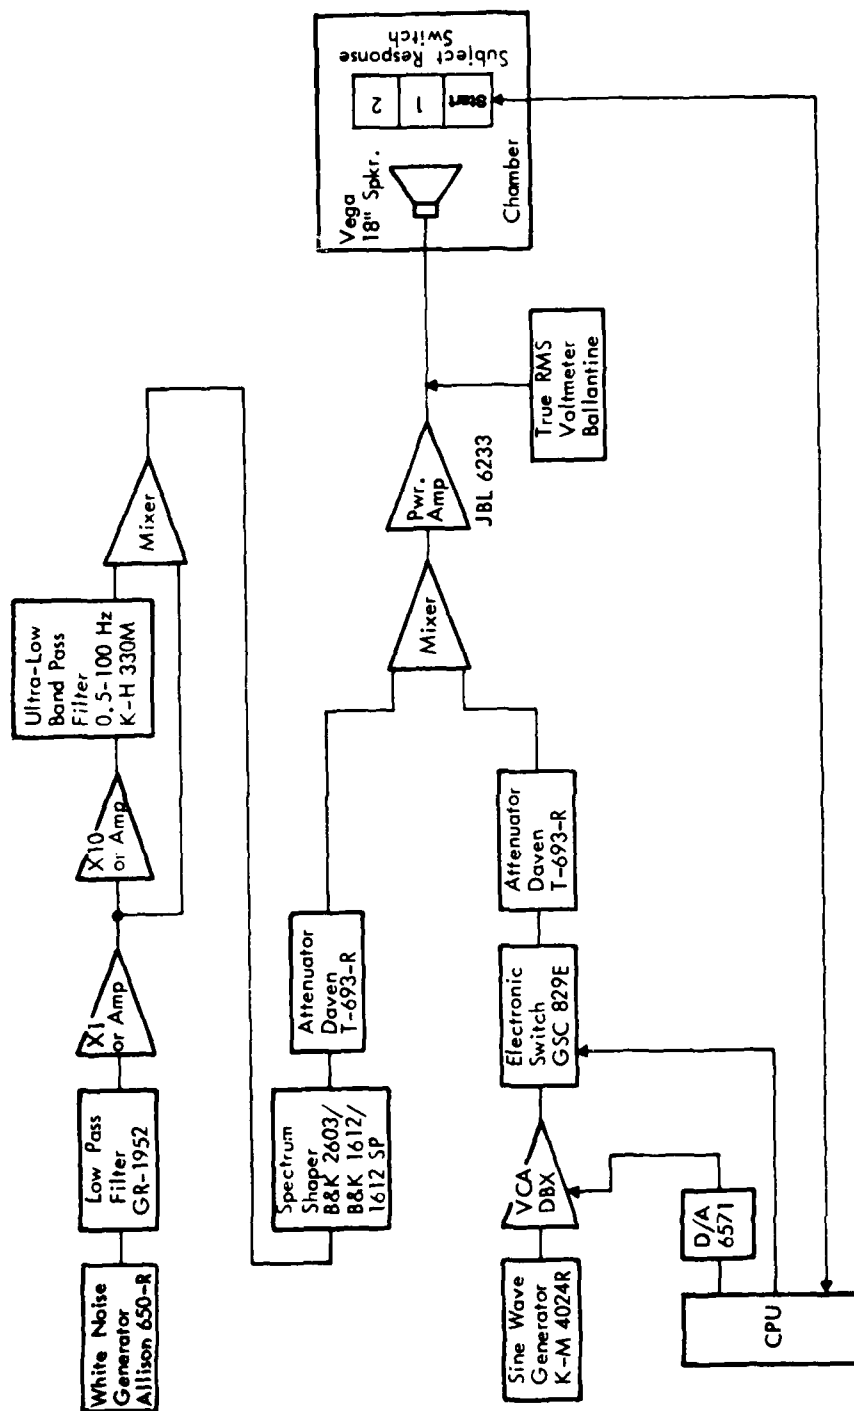 White Noise
Generator
Allison 650-R
Low Pass
Filter
GR-1952
X1
or Amp
X10
or Amp
Ultra-Low
Band Pass
Filter
0.5-100 Hz
K-H 330M
Mixer
Spectrum
Shaper
B&K 2603/
B&K 1612/
1612 SP
Attenuator
Daven
T-693-R
Sine Wave
Generator
K-M 4024R
VCA
DBX
Electronic
Switch
GSC 829E
Attenuator
Daven
T-693-R
Mixer
Pwr.
Amp
JBL 6233
True RMS
Voltmeter
Ballantine
Vega
18" Spkr.
Chamber
Start
1
2
Subject Response
Switch
D/A
6571
CPU